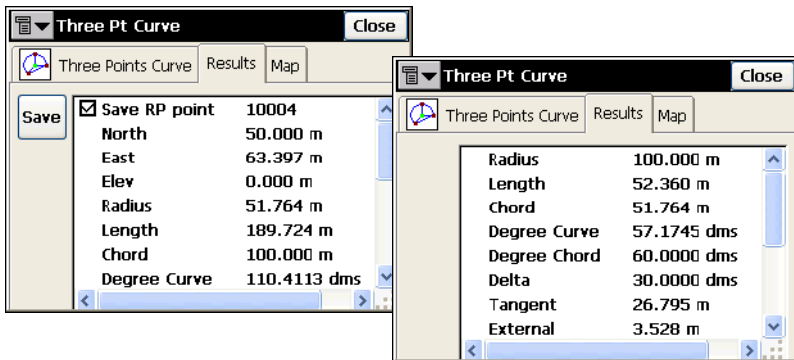 Three Pt Curve Close
Three Points Curve Results Map
Save
Save RP point 10004
North 50.000 m
East 63.397 m
Elev 0.000 m
Radius 51.764 m
Length 189.724 m
Chord 100.000 m
Degree Curve 110.4113 dms
Three Pt Curve Close
Three Points Curve Results Map
Radius 100.000 m
Length 52.360 m
Chord 51.764 m
Degree Curve 57.1745 dms
Degree Chord 60.0000 dms
Delta 30.0000 dms
Tangent 26.795 m
External 3.528 m